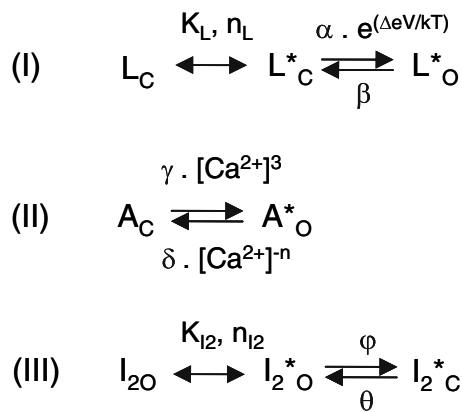 K_L, n_L α . e^(ΔeV/kT)
(I) L_C ↔ L*_C ⇌ L*_O
β
γ . [Ca²⁺]³
(II) A_C ⇌ A*_O
δ . [Ca²⁺]⁻ⁿ
K_I2, n_I2 φ
(III) I_2O ↔ I_2*_O ⇌ I_2*_C
θ